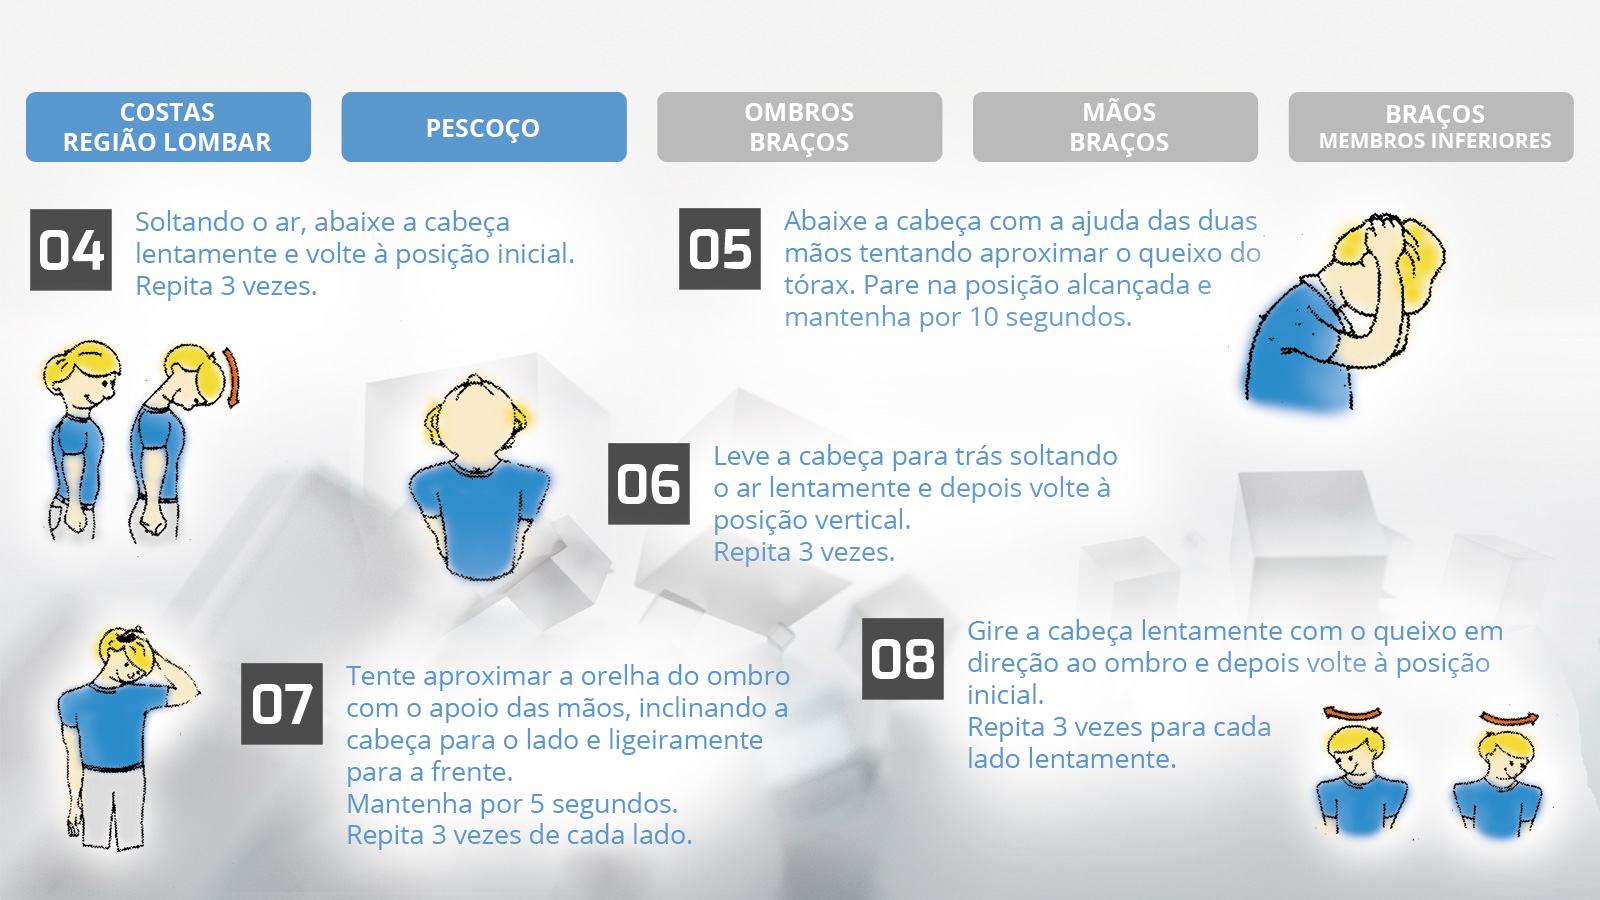 COSTAS
REGIÃO LOMBAR
PESCOÇO
OMBROS
BRAÇOS
MÃOS
BRAÇOS
BRAÇOS
MEMBROS INFERIORES
04
Soltando o ar, abaixe a cabeça
lentamente e volte à posição inicial.
Repita 3 vezes.
05
Abaixe a cabeça com a ajuda das duas
mãos tentando aproximar o queixo do
tórax. Pare na posição alcançada e
mantenha por 10 segundos.
06
Leve a cabeça para trás soltando
o ar lentamente e depois volte à
posição vertical.
Repita 3 vezes.
07
Tente aproximar a orelha do ombro
com o apoio das mãos, inclinando a
cabeça para o lado e ligeiramente
para a frente.
Mantenha por 5 segundos.
Repita 3 vezes de cada lado.
08
Gire a cabeça lentamente com o queixo em
direção ao ombro e depois volte à posição
inicial.
Repita 3 vezes para cada
lado lentamente.